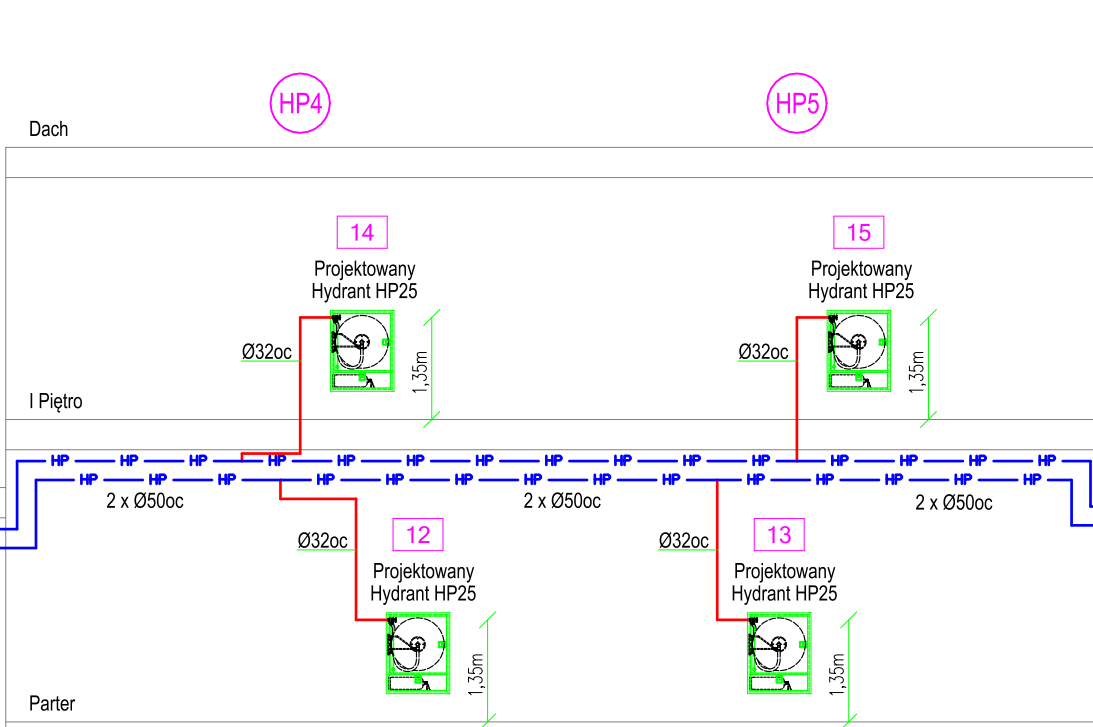 HP4
HP5
Dach
14
15
Projektowany
Hydrant HP25
Projektowany
Hydrant HP25
Ø32oc
1,35m
Ø32oc
1,35m
I Piętro
HP HP HP HP HP HP HP HP HP HP HP HP HP HP HP
HP HP HP HP HP HP HP HP HP HP HP HP HP HP
2 x Ø50oc
2 x Ø50oc
2 x Ø50oc
12
13
Ø32oc
Ø32oc
Projektowany
Hydrant HP25
Projektowany
Hydrant HP25
1,35m
1,35m
Parter